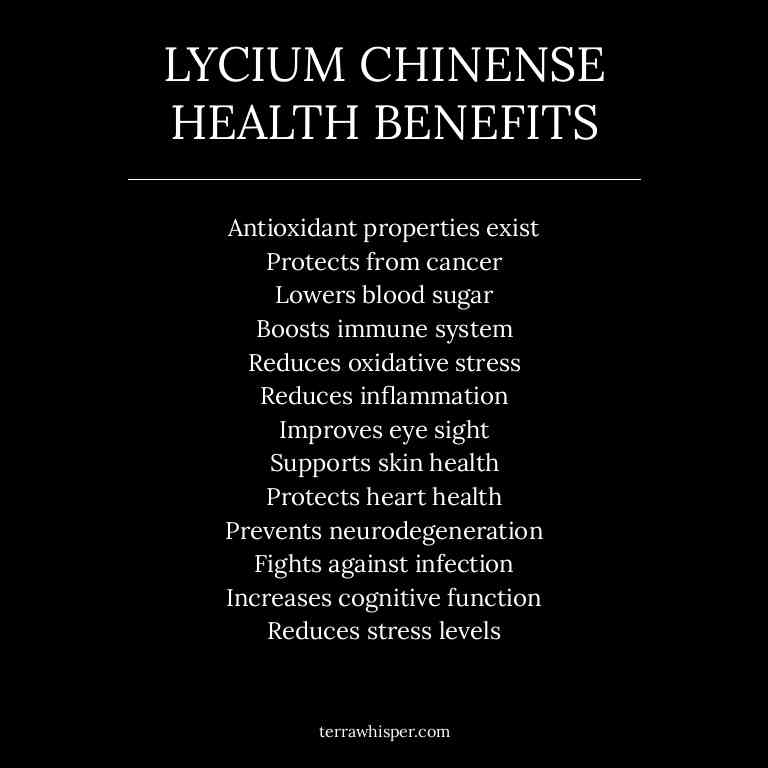 LYCIUM CHINENSE
HEALTH BENEFITS
Antioxidant properties exist
Protects from cancer
Lowers blood sugar
Boosts immune system
Reduces oxidative stress
Reduces inflammation
Improves eye sight
Supports skin health
Protects heart health
Prevents neurodegeneration
Fights against infection
Increases cognitive function
Reduces stress levels
terrawhisper.com